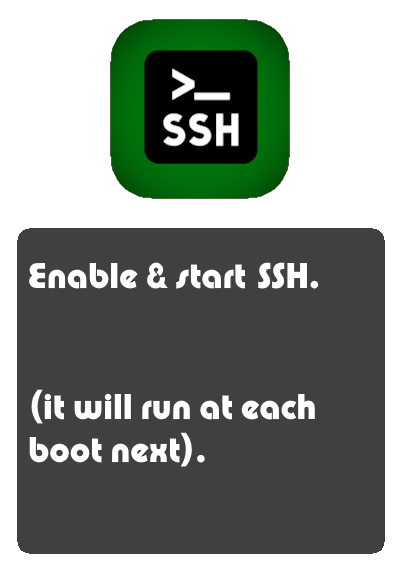 >_
SSH
Enable & start SSH.
(it will run at each
boot next).